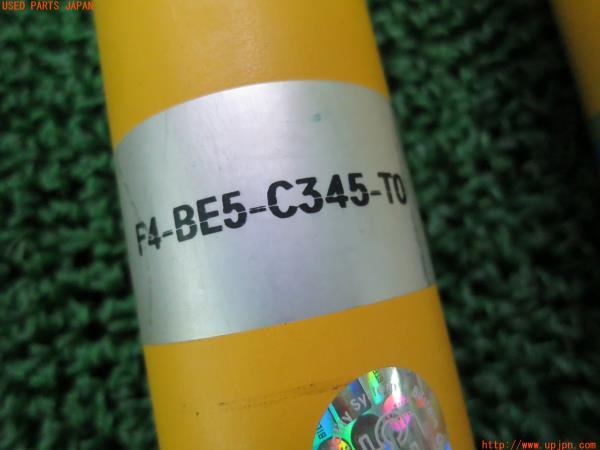 USED PARTS JAPAN
F4-BE5-C345-T0
http://www.upjpn.com/